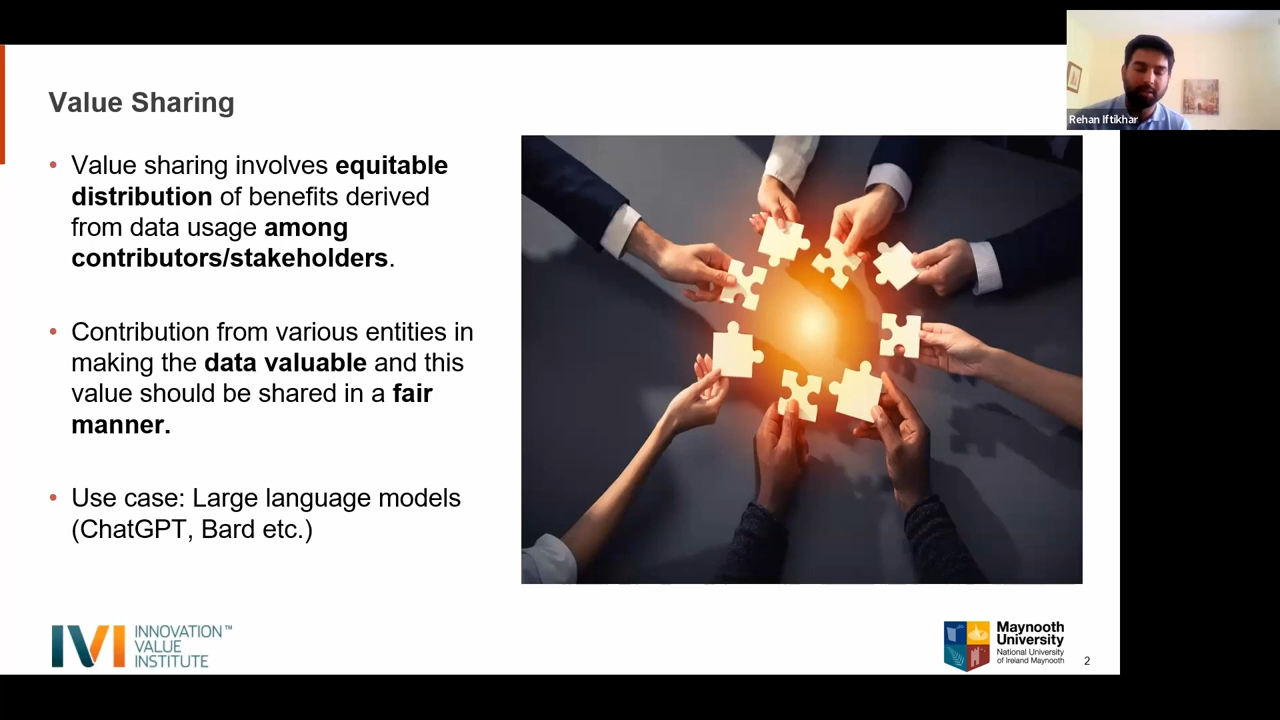 Value Sharing
• Value sharing involves equitable
distribution of benefits derived
from data usage among
contributors/stakeholders.
• Contribution from various entities in
making the data valuable and this
value should be shared in a fair
manner.
• Use case: Large language models
(ChatGPT, Bard etc.)
Rehan Iftikhar
IVI INNOVATION™
VALUE
INSTITUTE
Maynooth
University
National University
of Ireland Maynooth
2